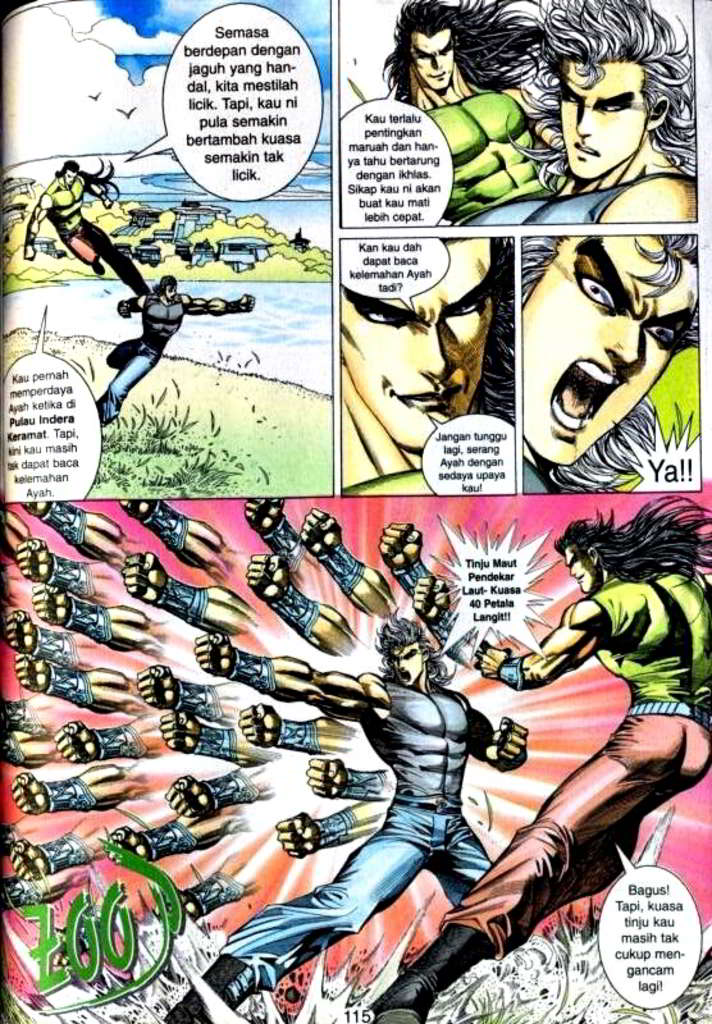 Semasa
berdepan dengan
jaguh yang han-
dal, kita mestilah
licik. Tapi, kau ni
pula semakin
bertambah kuasa
semakin tak
licik.
Kau pernah
memperdaya
Ayah ketika di
Pulau Indera
Keramat. Tapi,
kini kau masih
tak dapat baca
kelemahan
Ayah.
Kau terlalu
pentingkan
maruah dan han-
ya tahu bertarung
dengan ikhlas.
Sikap kau ni akan
buat kau mati
lebih cepat.
Kan kau dah
dapat baca
kelemahan Ayah
tadi?
Jangan tunggu
lagi, serang
Ayah dengan
sedaya upaya
kau!
Ya!!
Tinju Maut
Pendekar
Laut- Kuasa
40 Petala
Langit!!
ZOO
Bagus!
Tapi, kuasa
tinju kau
masih tak
cukup men-
gancam
lagi!
115